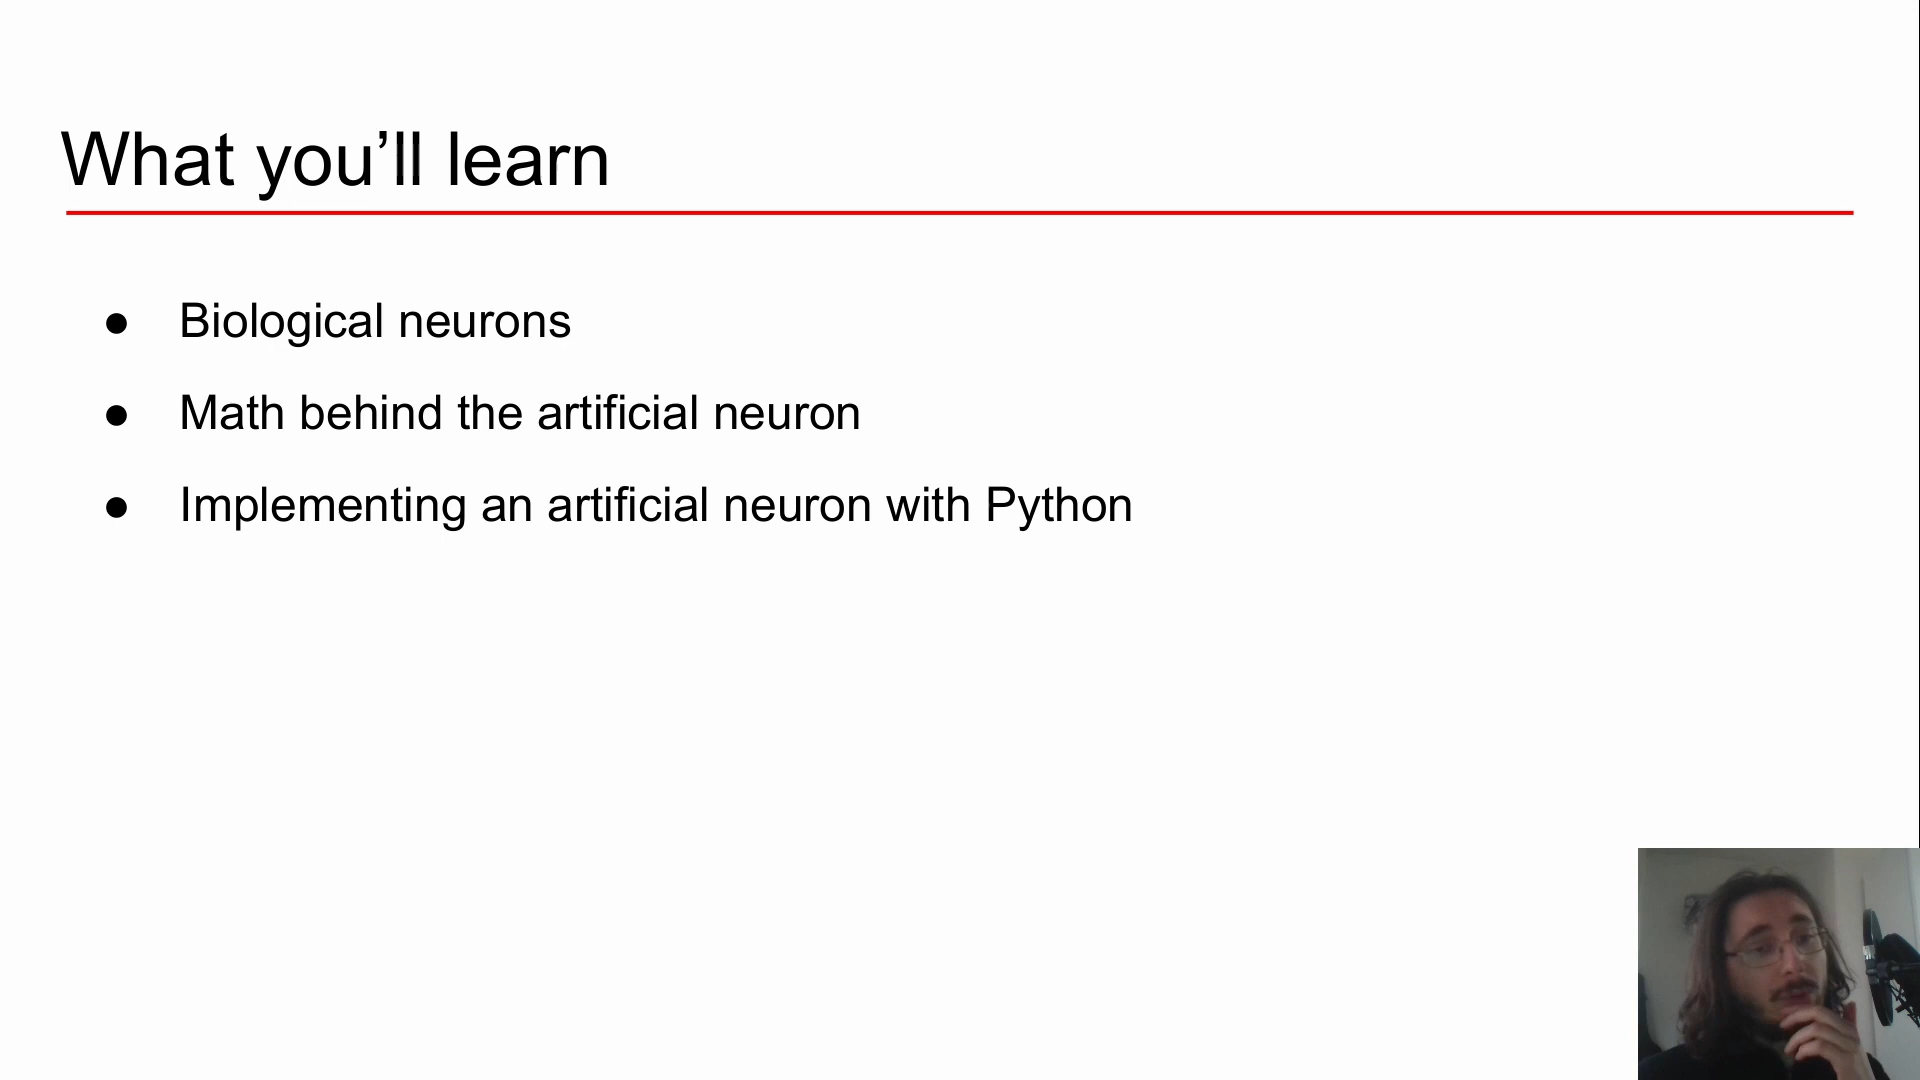 What you’ll learn
● Biological neurons
● Math behind the artificial neuron
● Implementing an artificial neuron with Python